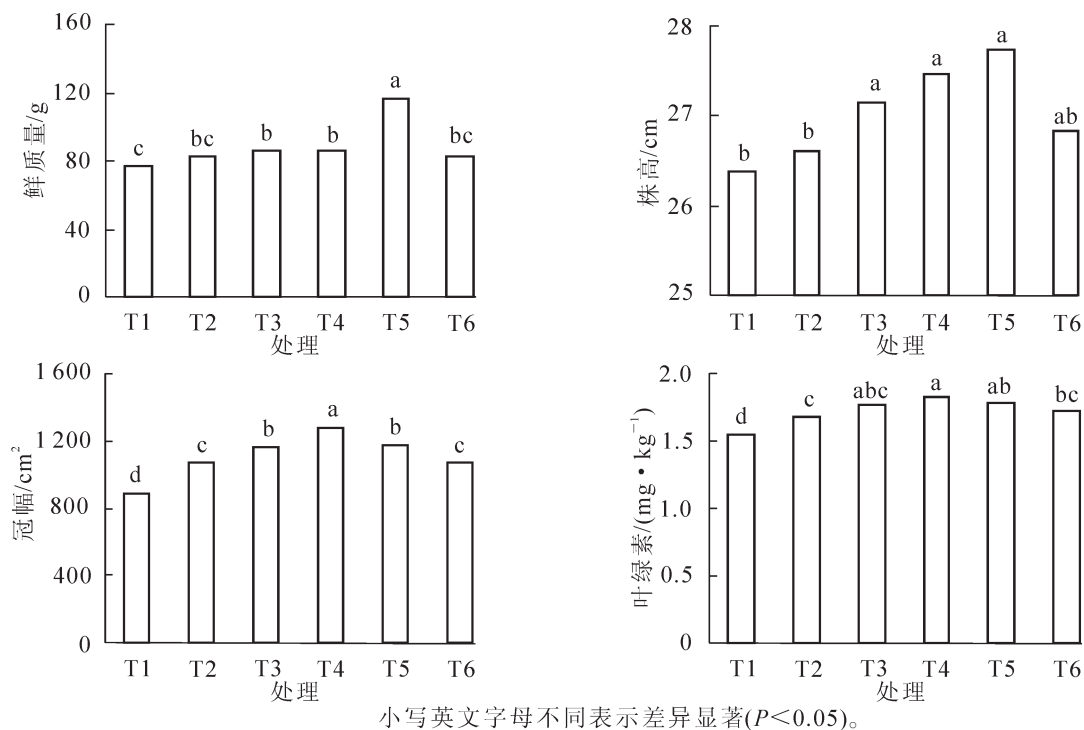 鲜质量/g
160
120
80
40
0
c
bc
b
b
a
bc
T1 T2 T3 T4 T5 T6
处理
株高/cm
28
27
26
25
b
b
a
a
a
ab
T1 T2 T3 T4 T5 T6
处理
冠幅/cm²
1 600
1 200
800
400
0
d
c
b
a
b
c
T1 T2 T3 T4 T5 T6
处理
叶绿素/(mg·kg⁻¹)
2.0
1.5
1.0
0.5
0
d
c
abc
a
ab
bc
T1 T2 T3 T4 T5 T6
处理
小写英文字母不同表示差异显著(P<0.05)。